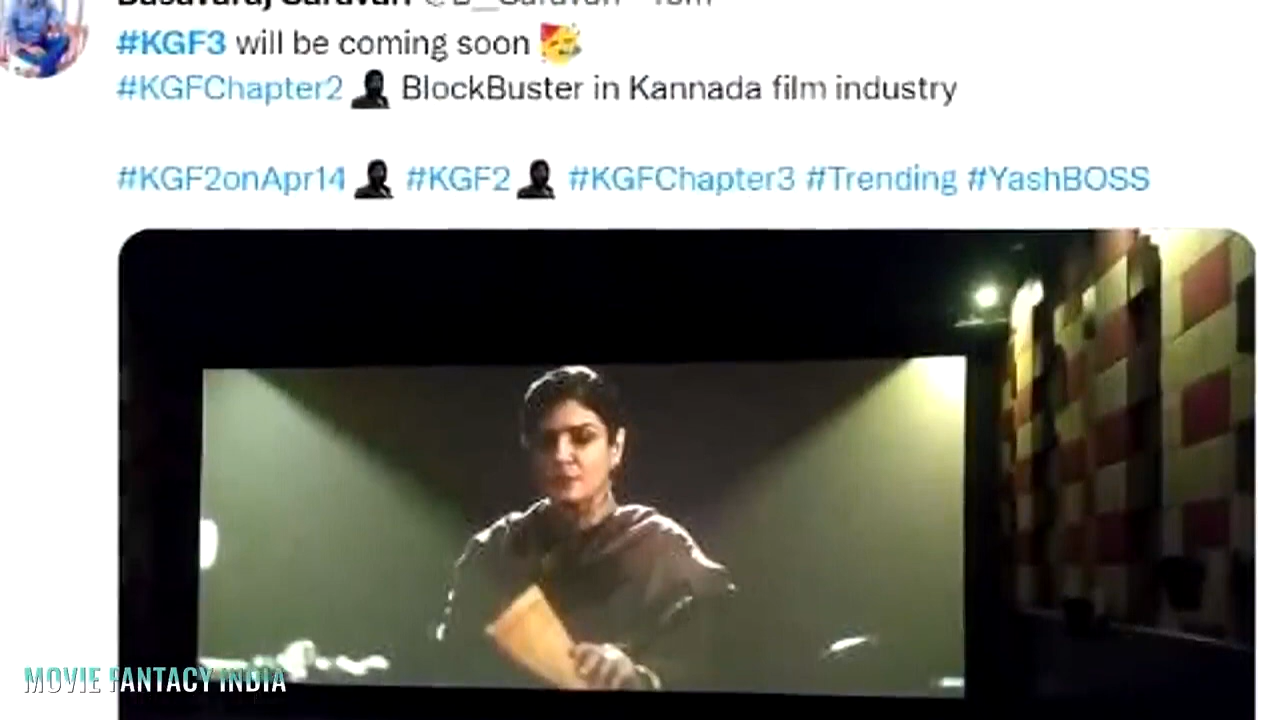 #KGF3 will be coming soon
#KGFChapter2 BlockBuster in Kannada film industry
#KGF2onApr14 #KGF2 #KGFChapter3 #Trending #YashBOSS
MOVIE FANTACY INDIA